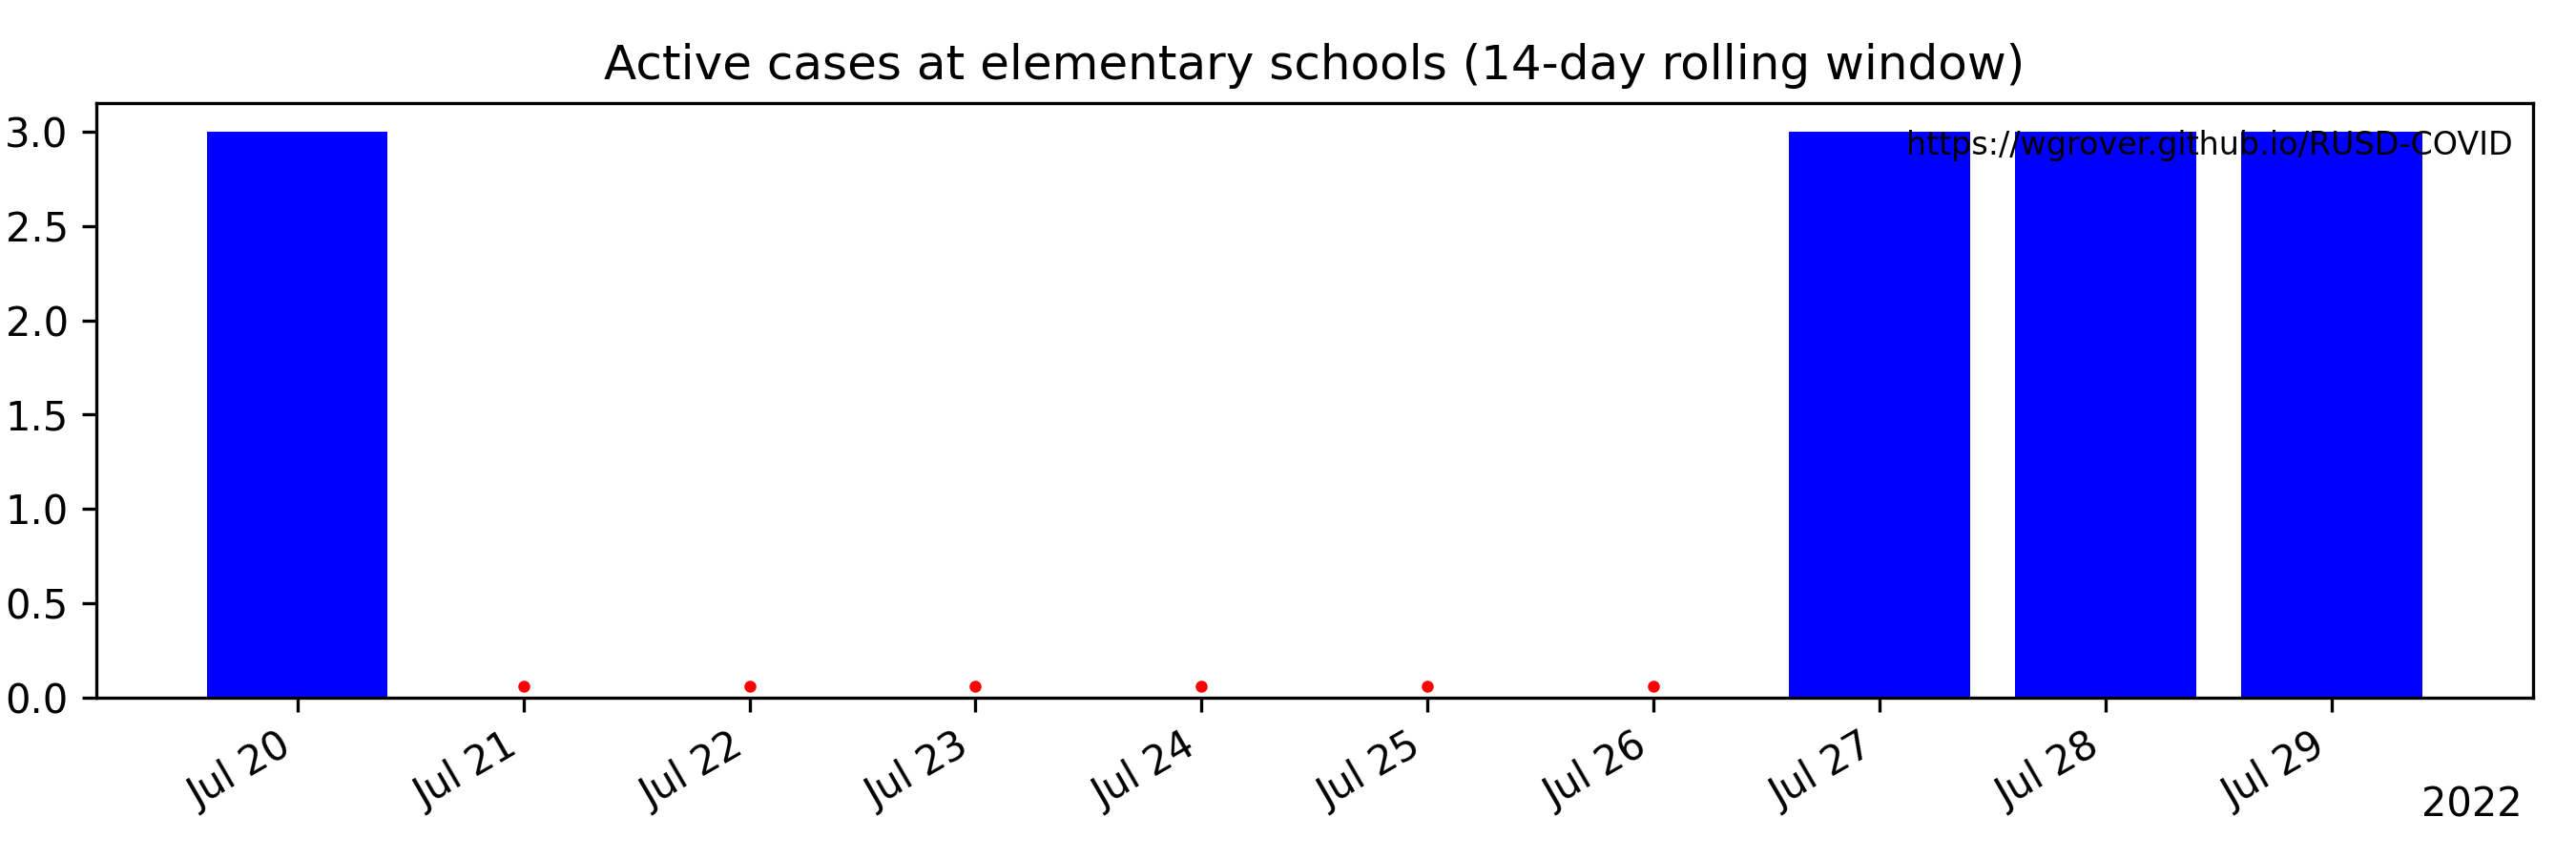 Active cases at elementary schools (14-day rolling window)
3.0
https://wgrover.github.io/RUSD-COVID
2.5
2.0
1.5
1.0
0.5
0.0
Jul 20
Jul 21
Jul 22
Jul 23
Jul 24
Jul 25
Jul 26
Jul 27
Jul 28
Jul 29
2022